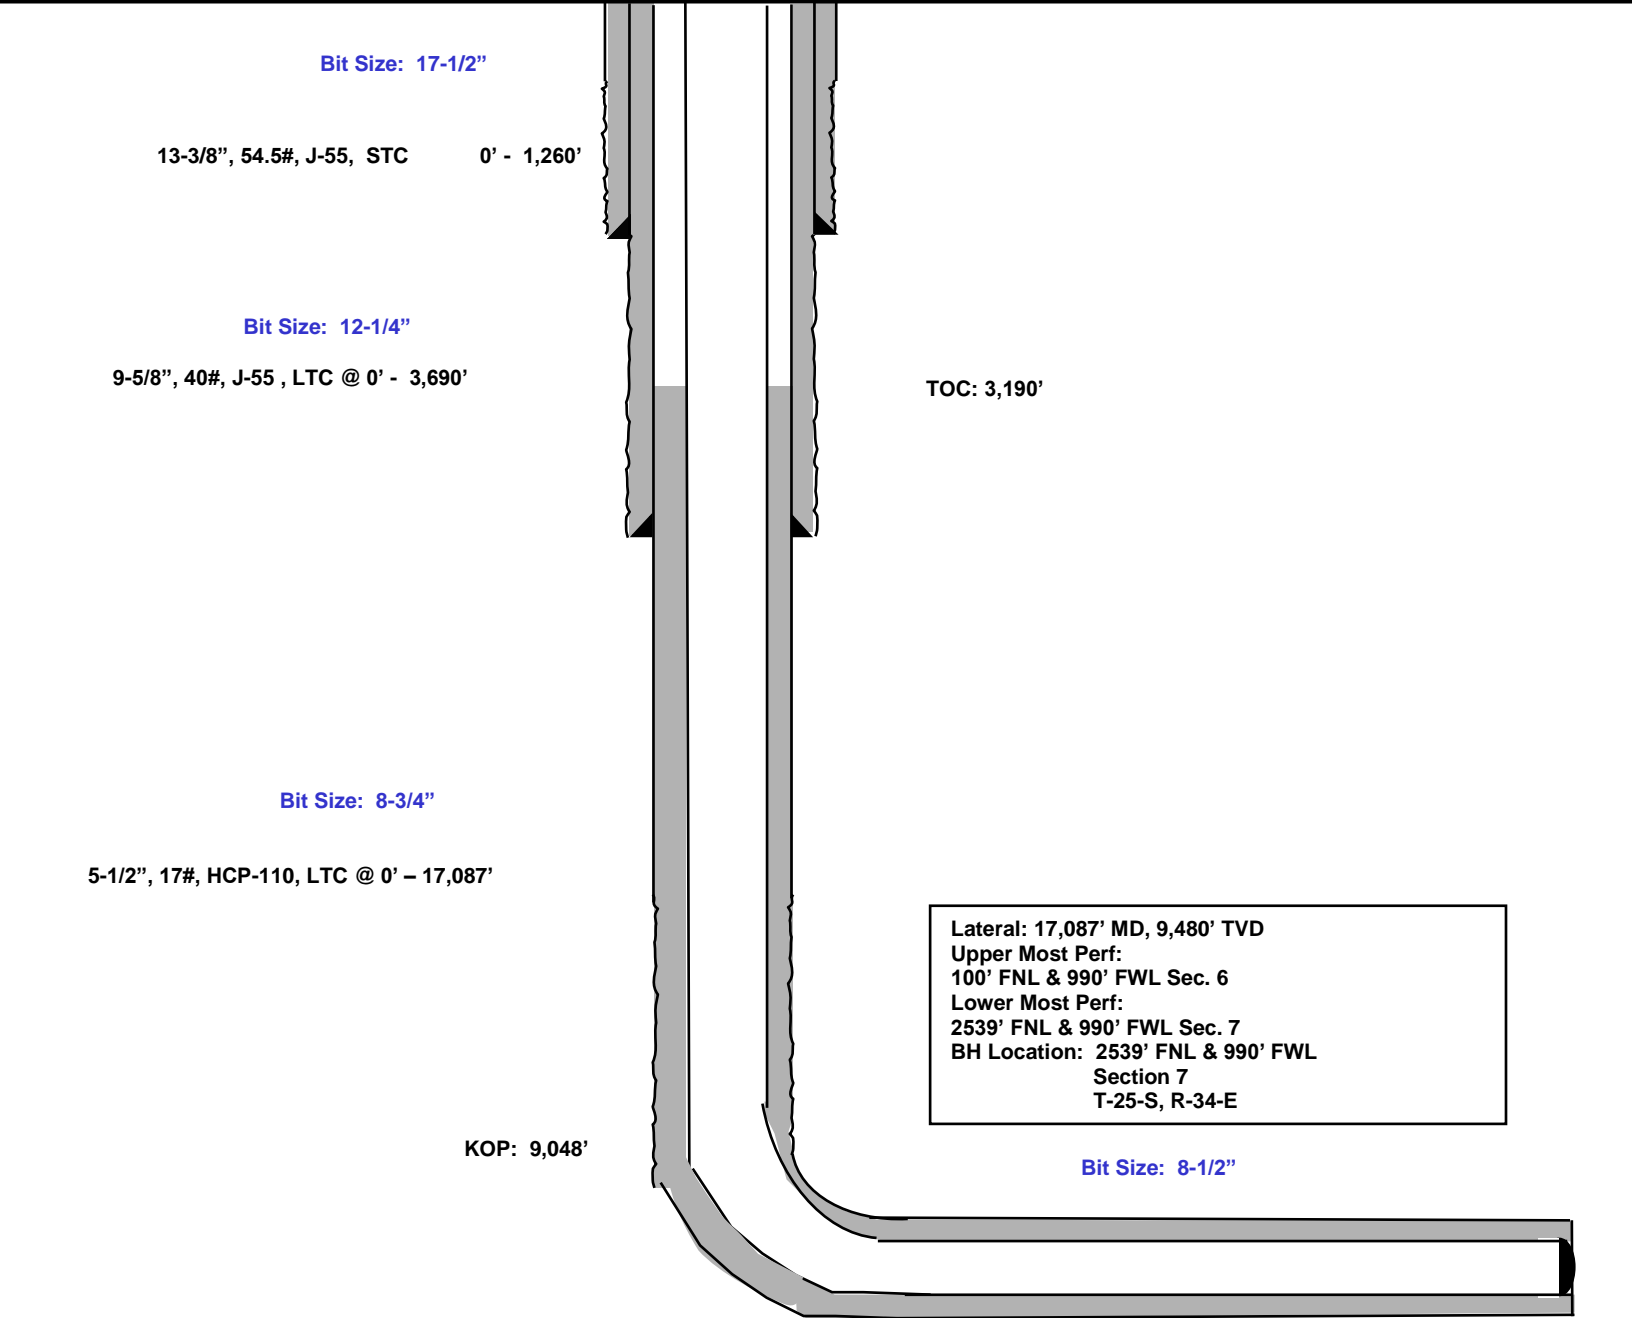 Bit Size: 17-1/2”
13-3/8”, 54.5#, J-55, STC 0’ - 1,260’
Bit Size: 12-1/4”
9-5/8”, 40#, J-55 , LTC @ 0’ - 3,690’
TOC: 3,190’
Bit Size: 8-3/4”
5-1/2”, 17#, HCP-110, LTC @ 0’ – 17,087’
Lateral: 17,087’ MD, 9,480’ TVD
Upper Most Perf:
100’ FNL & 990’ FWL Sec. 6
Lower Most Perf:
2539’ FNL & 990’ FWL Sec. 7
BH Location: 2539’ FNL & 990’ FWL
Section 7
T-25-S, R-34-E
KOP: 9,048’
Bit Size: 8-1/2”